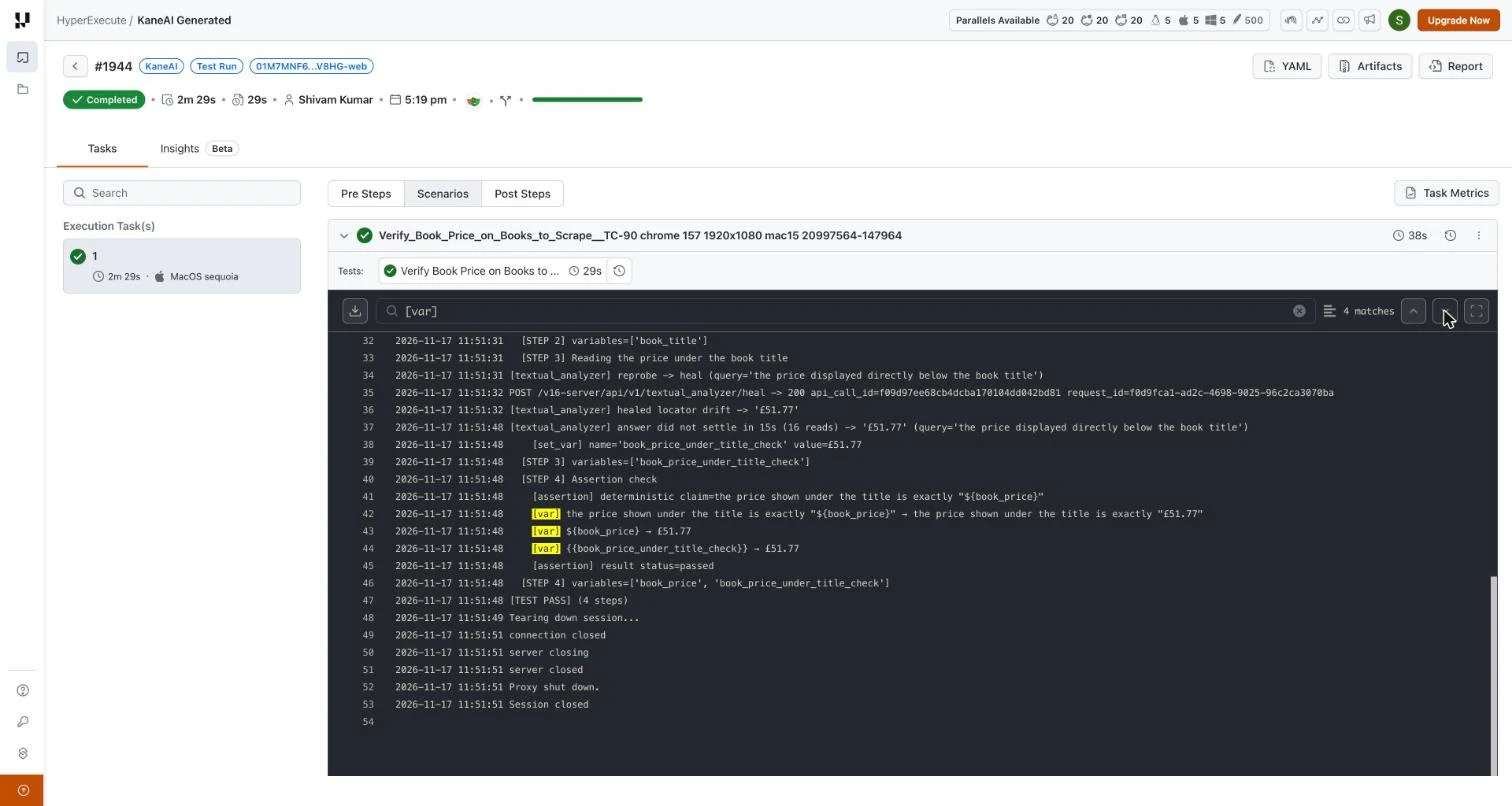 HyperExecute / KaneAI Generated
Parallels Available 20 20 20 5 5 5 500
S
Upgrade Now
#1944 KaneAI Test Run 01M7MNF6...V8HG-web
YAML
Artifacts
Report
Completed • 2m 29s • 29s • Shivam Kumar • 5:19 pm
Tasks
Insights Beta
Search
Execution Task(s)
1
2m 29s · MacOS sequoia
Pre Steps
Scenarios
Post Steps
Task Metrics
Verify_Book_Price_on_Books_to_Scrape__TC-90 chrome 157 1920x1080 mac15 20997564-147964
38s
Tests: Verify Book Price on Books to ... 29s
[var]
4 matches
32 2026-11-17 11:51:31 [STEP 2] variables=['book_title']
33 2026-11-17 11:51:31 [STEP 3] Reading the price under the book title
34 2026-11-17 11:51:31 [textual_analyzer] reprobe -> heal (query='the price displayed directly below the book title')
35 2026-11-17 11:51:32 POST /v16-server/api/v1/textual_analyzer/heal -> 200 api_call_id=f09d97ee68cb4dcba170104dd042bd81 request_id=f0d9fca1-ad2c-4698-9025-96c2ca3070ba
36 2026-11-17 11:51:32 [textual_analyzer] healed locator drift -> '£51.77'
37 2026-11-17 11:51:48 [textual_analyzer] answer did not settle in 15s (16 reads) -> '£51.77' (query='the price displayed directly below the book title')
38 2026-11-17 11:51:48 [set_var] name='book_price_under_title_check' value=£51.77
39 2026-11-17 11:51:48 [STEP 3] variables=['book_price_under_title_check']
40 2026-11-17 11:51:48 [STEP 4] Assertion check
41 2026-11-17 11:51:48 [assertion] deterministic claim=the price shown under the title is exactly "${book_price}"
42 2026-11-17 11:51:48 [var] the price shown under the title is exactly "${book_price}" → the price shown under the title is exactly "£51.77"
43 2026-11-17 11:51:48 [var] ${book_price} → £51.77
44 2026-11-17 11:51:48 [var] {{book_price_under_title_check}} → £51.77
45 2026-11-17 11:51:48 [assertion] result status=passed
46 2026-11-17 11:51:48 [STEP 4] variables=['book_price', 'book_price_under_title_check']
47 2026-11-17 11:51:48 [TEST PASS] (4 steps)
48 2026-11-17 11:51:49 Tearing down session...
49 2026-11-17 11:51:51 connection closed
50 2026-11-17 11:51:51 server closing
51 2026-11-17 11:51:51 server closed
52 2026-11-17 11:51:51 Proxy shut down.
53 2026-11-17 11:51:51 Session closed
54